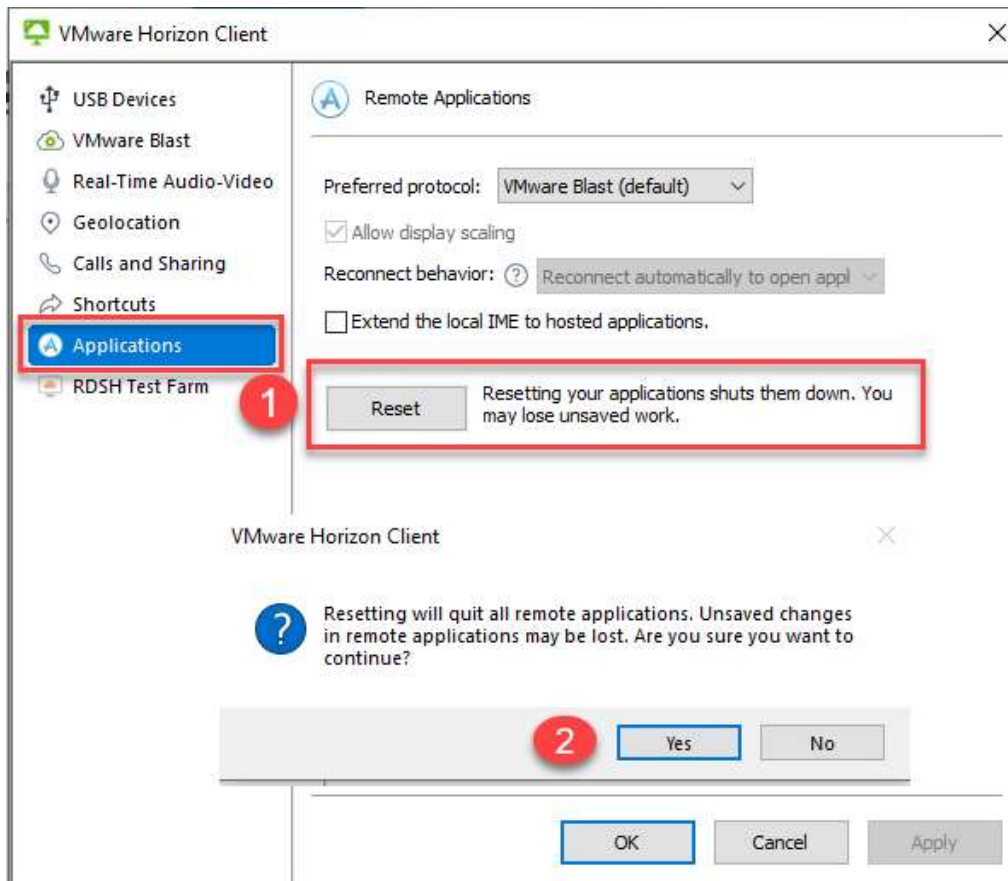 VMware Horizon Client
USB Devices
VMware Blast
Real-Time Audio-Video
Geolocation
Calls and Sharing
Shortcuts
Applications
RDSH Test Farm
Remote Applications
Preferred protocol: VMware Blast (default)
Allow display scaling
Reconnect behavior: ? Reconnect automatically to open appl
Extend the local IME to hosted applications.
1
Reset
Resetting your applications shuts them down. You
may lose unsaved work.
VMware Horizon Client
?
Resetting will quit all remote applications. Unsaved changes
in remote applications may be lost. Are you sure you want to
continue?
2
Yes No
OK Cancel Apply